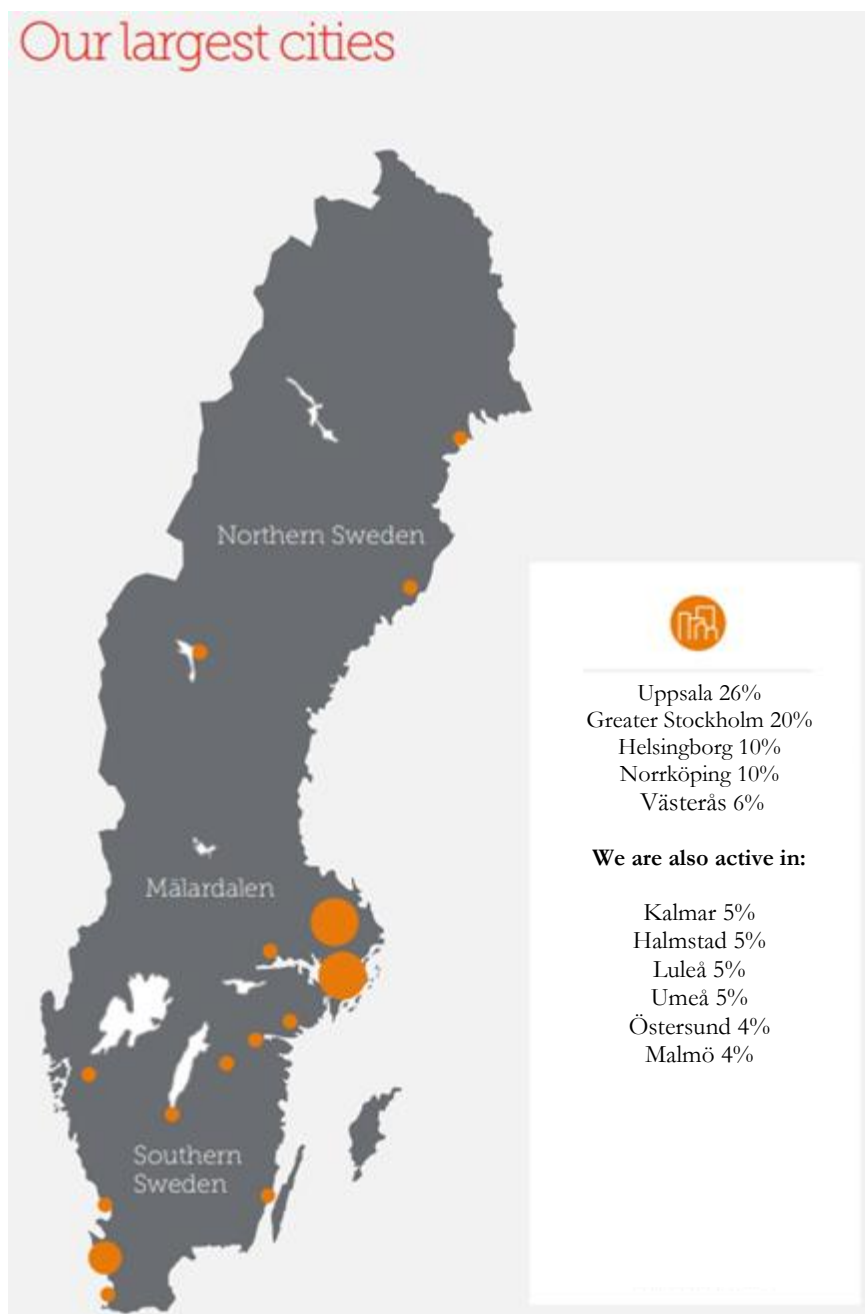 Our largest cities
Northern Sweden
Mälardalen
Southern
Sweden
Uppsala 26%
Greater Stockholm 20%
Helsingborg 10%
Norrköping 10%
Västerås 6%
We are also active in:
Kalmar 5%
Halmstad 5%
Luleå 5%
Umeå 5%
Östersund 4%
Malmö 4%